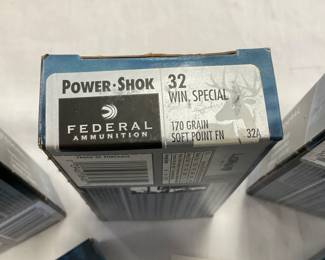 POWER·SHOK
32
WIN. SPECIAL
FEDERAL
AMMUNITION
170 GRAIN
SOFT POINT FN
32A